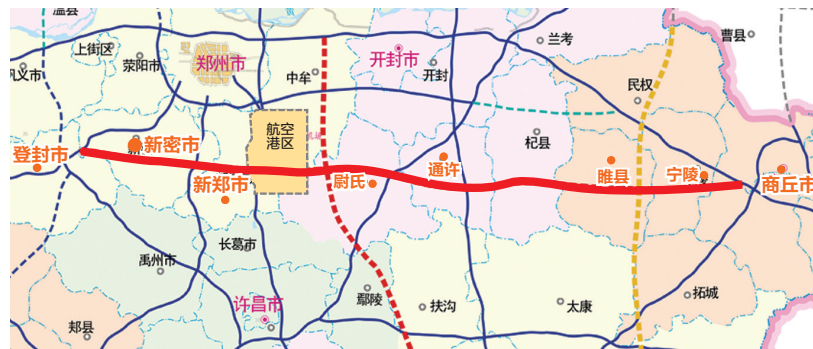 温县
上街区
荥阳市
郑州市
巩义市
中牟
开封市
开封
兰考
曹县
民权
航空
港区
杞县
登封市
新密市
新郑市
尉氏
通许
睢县
宁陵
商丘市
禹州市
长葛市
许昌市
鄢陵
扶沟
太康
拓城
郏县